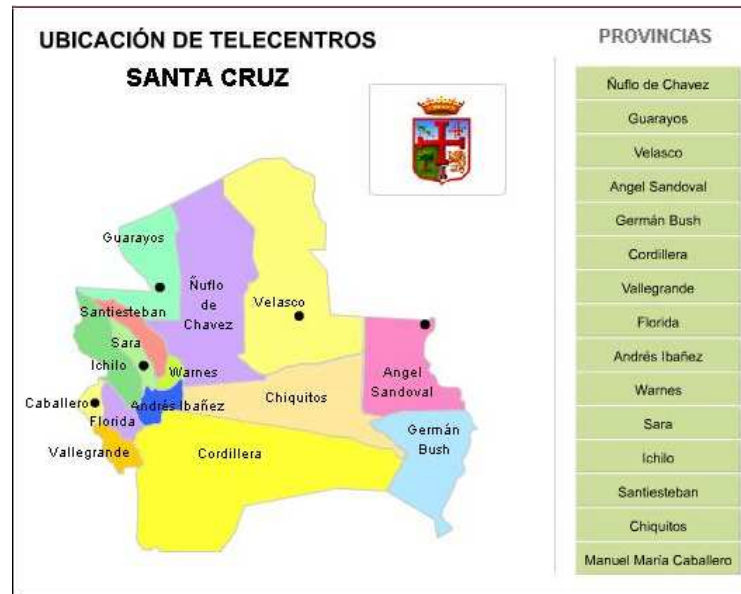 UBICACIÓN DE TELECENTROS
SANTA CRUZ
Guarayos
Ñuflo
de
Chavez
Velasco
Santiesteban
Sara
Ichilo
Warnes
Angel
Sandoval
Caballero
Andrés Ibañez
Chiquitos
Florida
Germán
Bush
Vallegrande
Cordillera
PROVINCIAS
Ñuflo de Chavez
Guarayos
Velasco
Angel Sandoval
Germán Bush
Cordillera
Vallegrande
Florida
Andrés Ibañez
Warnes
Sara
Ichilo
Santiesteban
Chiquitos
Manuel María Caballero